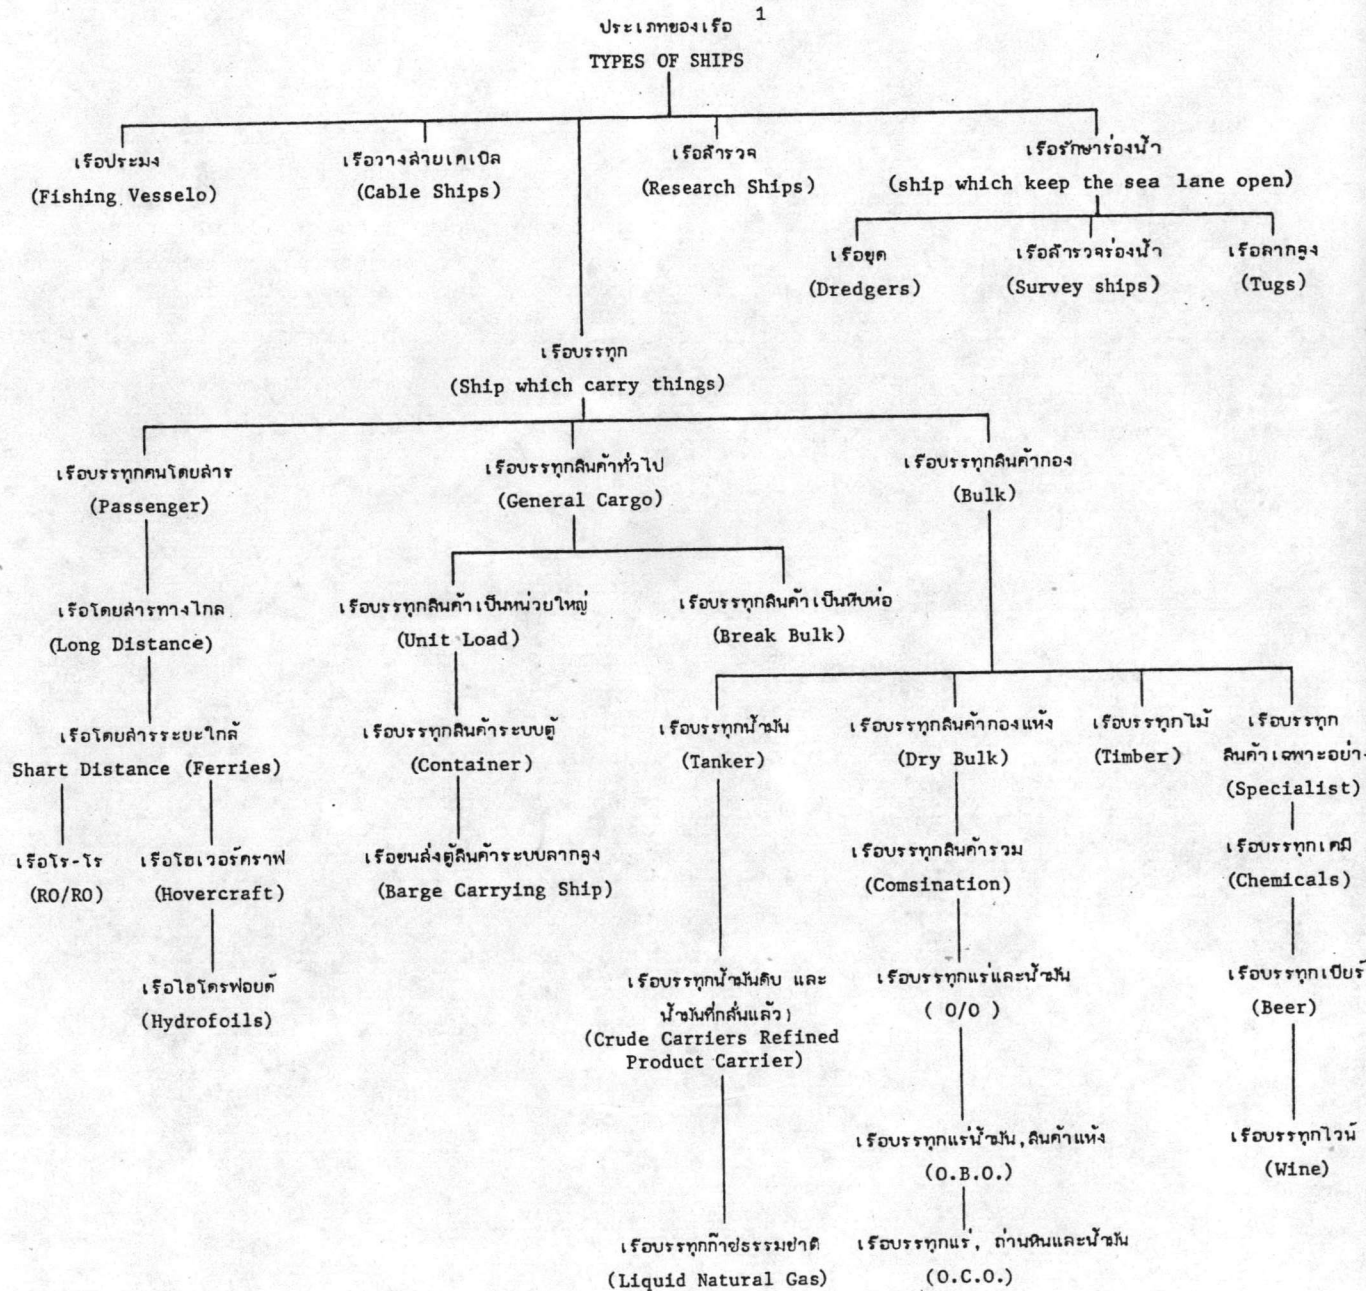 ประเภทของเรือ 1
TYPES OF SHIPS
เรือประมง
(Fishing Vesselo)
เรือวางสายเคเบิล
(Cable Ships)
เรือสำรวจ
(Research Ships)
เรือรักษาร่องน้ำ
(ship which keep the sea lane open)
เรือขุด
(Dredgers)
เรือสำรวจร่องน้ำ
(Survey ships)
เรือลากจูง
(Tugs)
เรือบรรทุก
(Ship which carry things)
เรือบรรทุกคนโดยสาร
(Passenger)
เรือบรรทุกสินค้าทั่วไป
(General Cargo)
เรือบรรทุกสินค้ากอง
(Bulk)
เรือโดยสารทางไกล
(Long Distance)
เรือบรรทุกสินค้าเป็นหน่วยใหญ่
(Unit Load)
เรือบรรทุกสินค้าเป็นหีบห่อ
(Break Bulk)
เรือโดยสารระยะใกล้
Shart Distance (Ferries)
เรือบรรทุกสินค้าระบบตู้
(Container)
เรือบรรทุกน้ำมัน
(Tanker)
เรือบรรทุกสินค้ากองแห้ง
(Dry Bulk)
เรือบรรทุกไม้
(Timber)
เรือบรรทุก
สินค้าเฉพาะอย่าง
(Specialist)
เรือโร-โร
(RO/RO)
เรือโฮเวอร์คราฟ
(Hovercraft)
เรือขนส่งตู้สินค้าระบบลากจูง
(Barge Carrying Ship)
เรือบรรทุกสินค้ารวม
(Comsination)
เรือบรรทุกเคมี
(Chemicals)
เรือไฮโดรฟอยด์
(Hydrofoils)
เรือบรรทุกน้ำมันดิบ และ
น้ำมันที่กลั่นแล้ว)
(Crude Carriers Refined
Product Carrier)
เรือบรรทุกแร่และน้ำมัน
( O/O )
เรือบรรทุกเบียร์
(Beer)
เรือบรรทุกแร่น้ำมัน,สินค้าแห้ง
(O.B.O.)
เรือบรรทุกไวน์
(Wine)
เรือบรรทุกก๊าซธรรมชาติ
(Liquid Natural Gas)
เรือบรรทุกแร่, ถ่านหินและน้ำมัน
(O.C.O.)